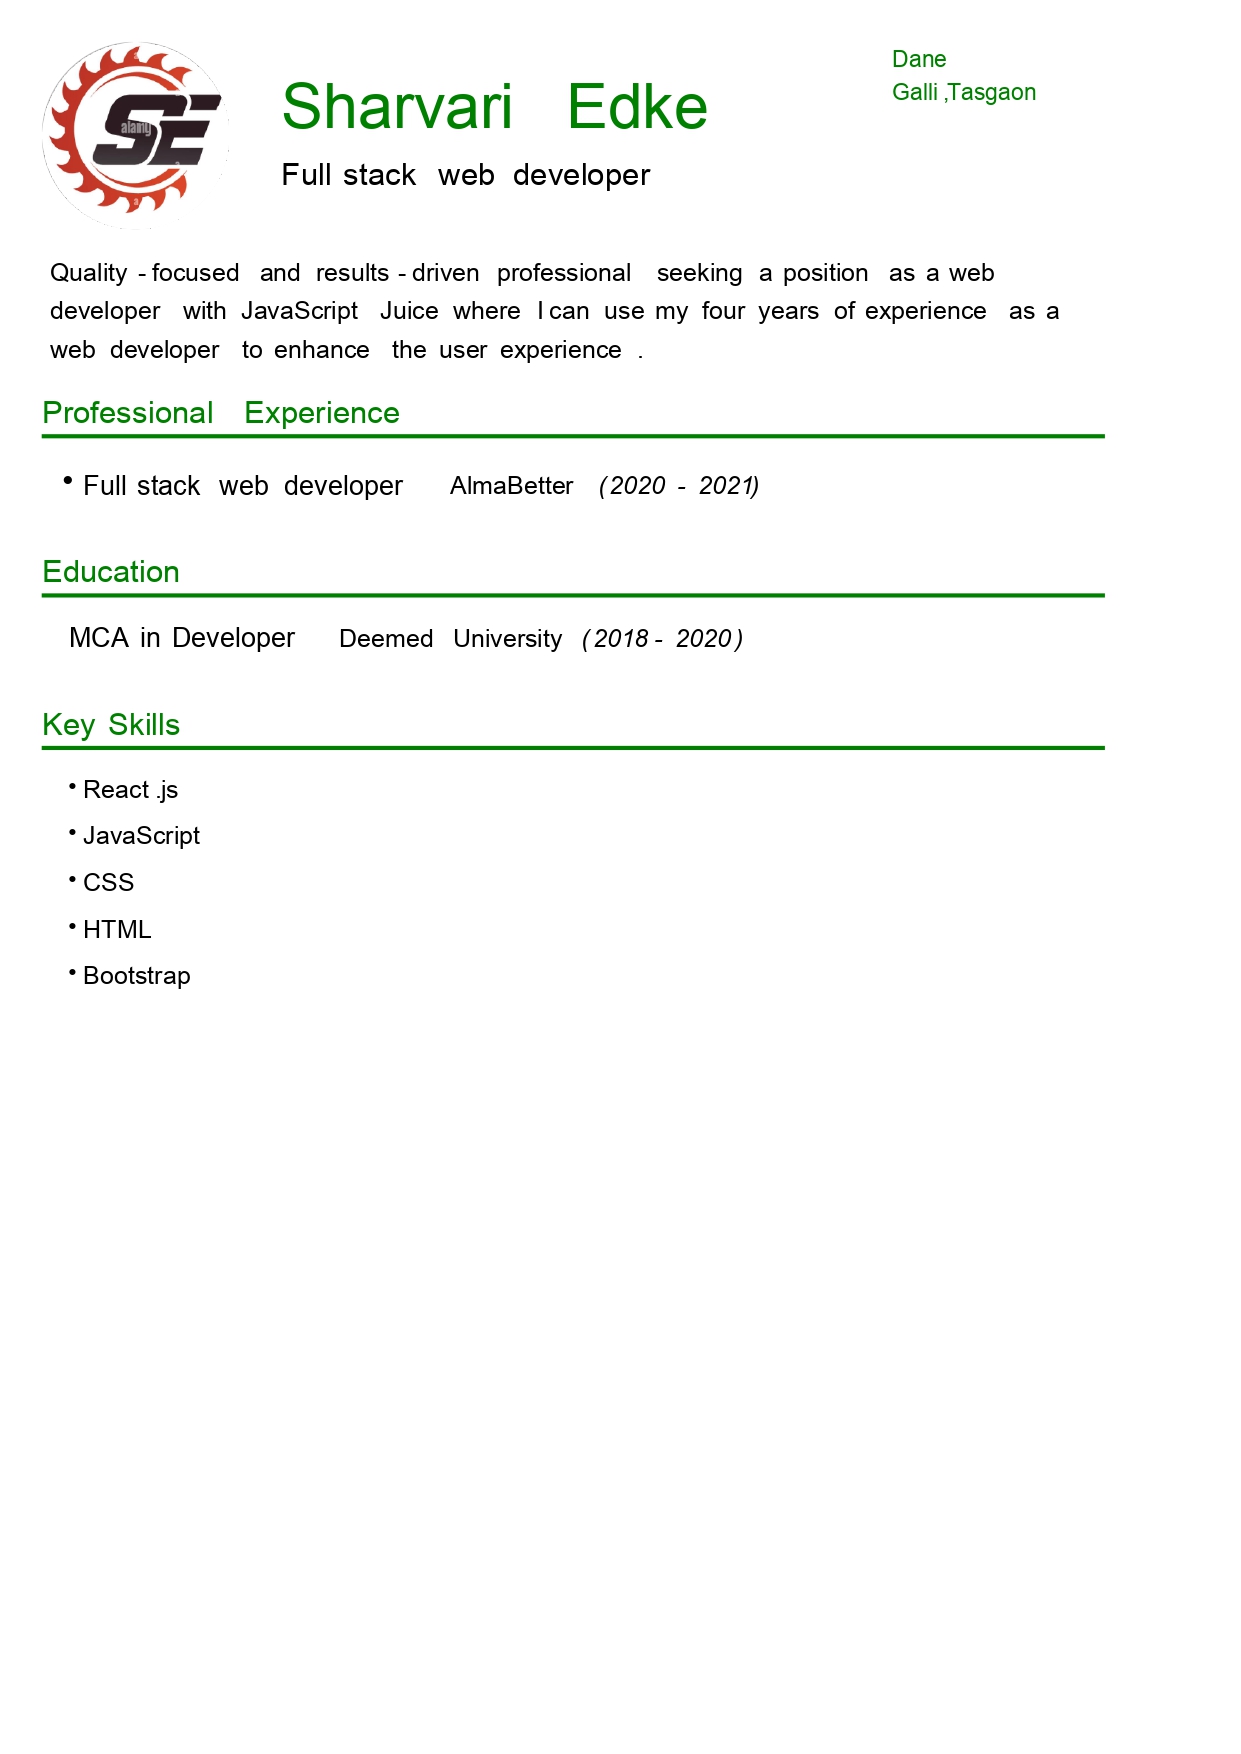 Dane
Galli ,Tasgaon
SE
alamy
a
a
a
Sharvari Edke
Full stack web developer
Quality - focused and results - driven professional seeking a position as a web
developer with JavaScript Juice where I can use my four years of experience as a
web developer to enhance the user experience .
Professional Experience
• Full stack web developer AlmaBetter (2020 - 2021)
Education
MCA in Developer Deemed University (2018 - 2020)
Key Skills
• React .js
• JavaScript
• CSS
• HTML
• Bootstrap